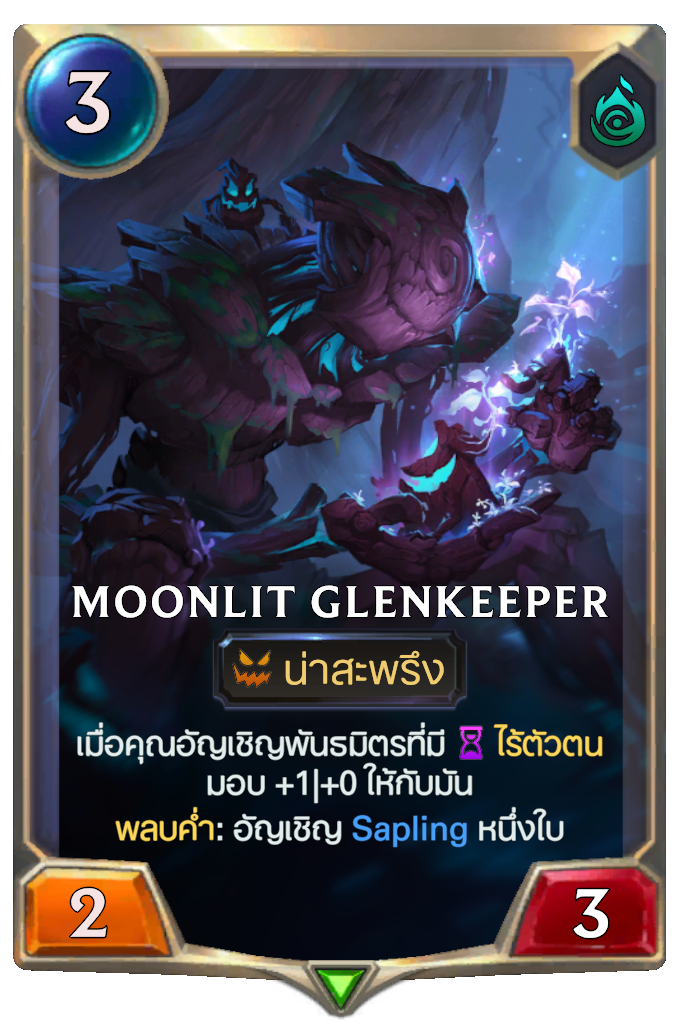 3
MOONLIT GLENKEEPER
น่าสะพรึง
เมื่อคุณอัญเชิญพันธมิตรที่มี ไร้ตัวตน
มอบ +1|+0 ให้กับมัน
พลบค่ำ: อัญเชิญ Sapling หนึ่งใบ
2 3